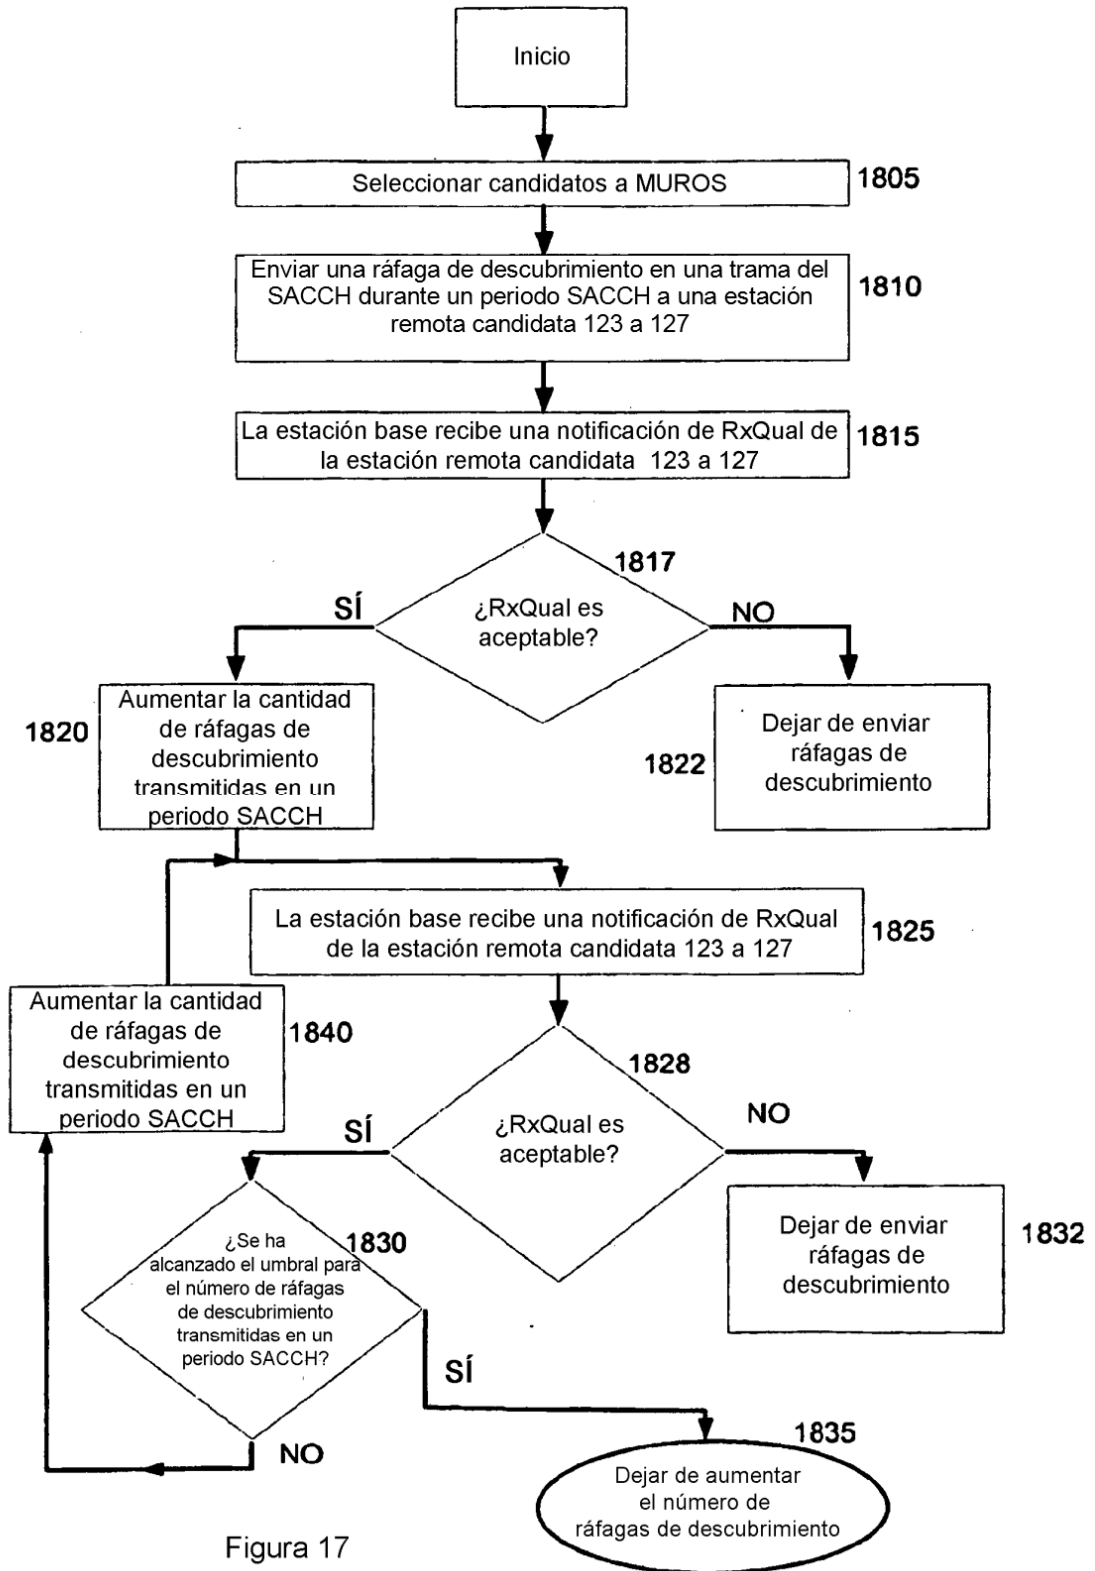 Inicio
Seleccionar candidatos a MUROS
1805
Enviar una ráfaga de descubrimiento en una trama del
SACCH durante un periodo SACCH a una estación
remota candidata 123 a 127
1810
La estación base recibe una notificación de RxQual de
la estación remota candidata 123 a 127
1815
1817
¿RxQual es
aceptable?
SÍ
NO
Aumentar la cantidad
de ráfagas de
descubrimiento
transmitidas en un
periodo SACCH
1820
Dejar de enviar
ráfagas de
descubrimiento
1822
La estación base recibe una notificación de RxQual
de la estación remota candidata 123 a 127
1825
Aumentar la cantidad
de ráfagas de
descubrimiento
transmitidas en un
periodo SACCH
1840
1828
¿RxQual es
aceptable?
SÍ
NO
Dejar de enviar
ráfagas de
descubrimiento
1832
¿Se ha
alcanzado el umbral para
el número de ráfagas
de descubrimiento
transmitidas en un
periodo SACCH?
1830
SÍ
NO
1835
Dejar de aumentar
el número de
ráfagas de descubrimiento
Figura 17